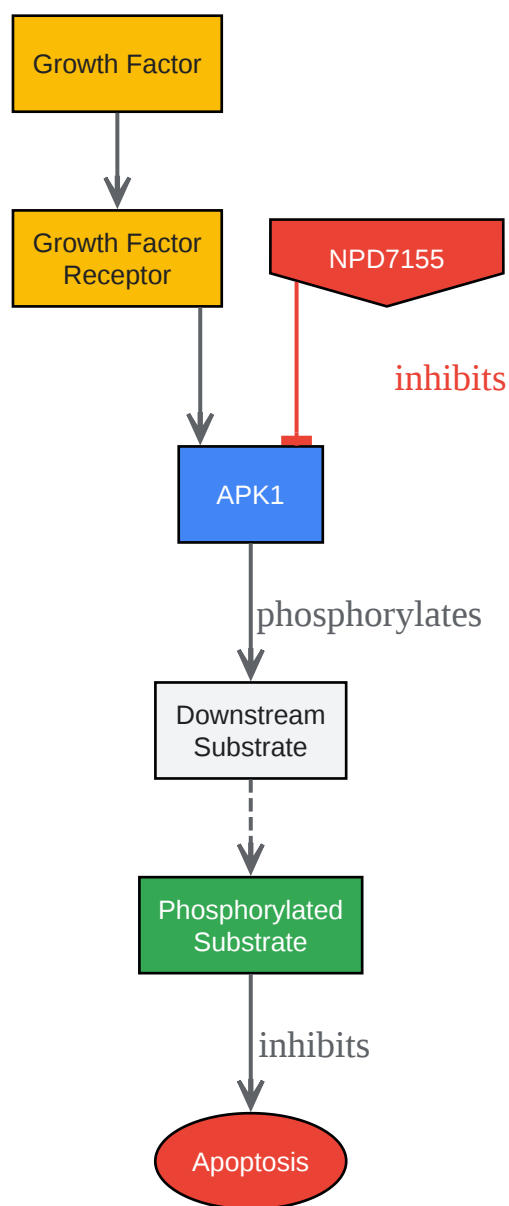 Growth Factor
Growth Factor
Receptor
NPD7155
inhibits
APK1
phosphorylates
Downstream
Substrate
Phosphorylated
Substrate
inhibits
Apoptosis